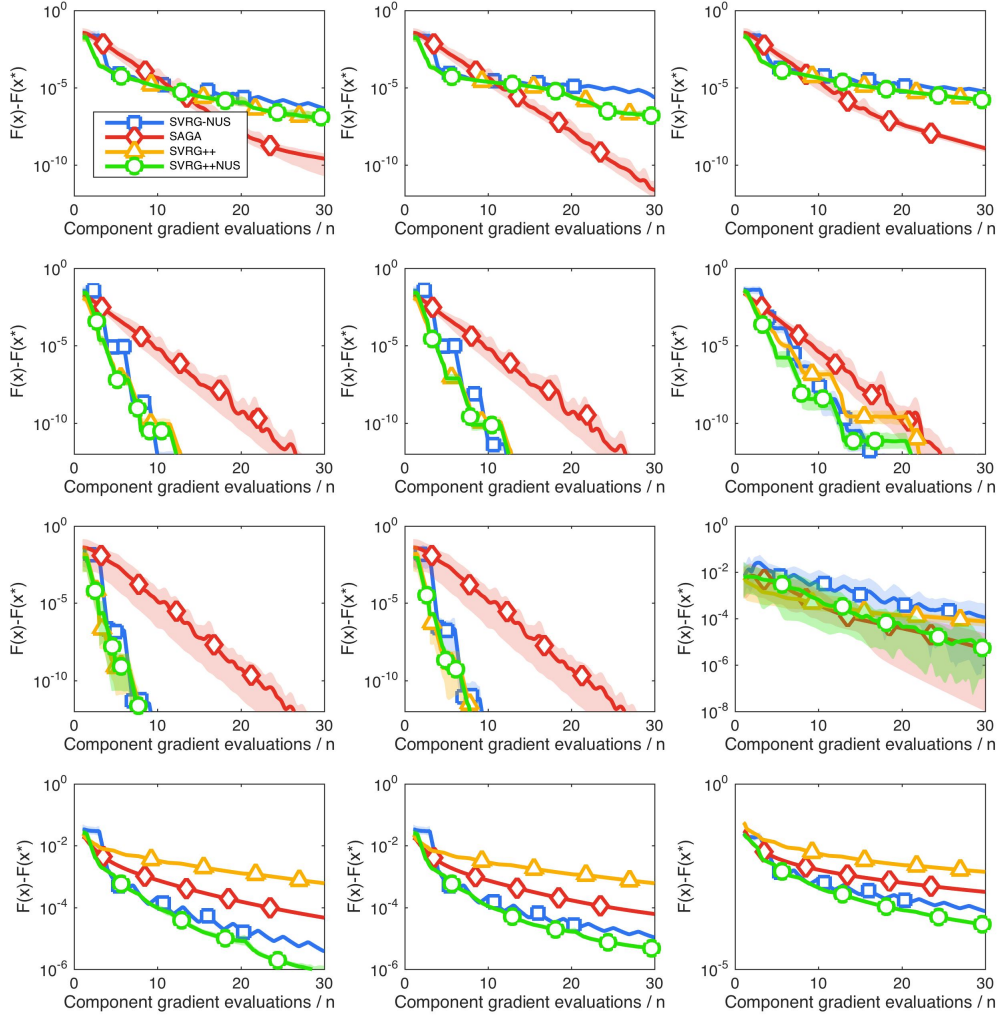 F(x)-F(x*)
10^0
10^-5
10^-10
SVRG-NUS
SAGA
SVRG++
SVRG++NUS
0 10 20 30
Component gradient evaluations / n
F(x)-F(x*)
10^0
10^-5
10^-10
0 10 20 30
Component gradient evaluations / n
F(x)-F(x*)
10^0
10^-5
10^-10
0 10 20 30
Component gradient evaluations / n
F(x)-F(x*)
10^0
10^-5
10^-10
0 10 20 30
Component gradient evaluations / n
F(x)-F(x*)
10^0
10^-5
10^-10
0 10 20 30
Component gradient evaluations / n
F(x)-F(x*)
10^0
10^-5
10^-10
0 10 20 30
Component gradient evaluations / n
F(x)-F(x*)
10^0
10^-5
10^-10
0 10 20 30
Component gradient evaluations / n
F(x)-F(x*)
10^0
10^-5
10^-10
0 10 20 30
Component gradient evaluations / n
F(x)-F(x*)
10^0
10^-2
10^-4
10^-6
10^-8
0 10 20 30
Component gradient evaluations / n
F(x)-F(x*)
10^0
10^-2
10^-4
10^-6
0 10 20 30
Component gradient evaluations / n
F(x)-F(x*)
10^0
10^-2
10^-4
10^-6
0 10 20 30
Component gradient evaluations / n
F(x)-F(x*)
10^0
10^-5
0 10 20 30
Component gradient evaluations / n